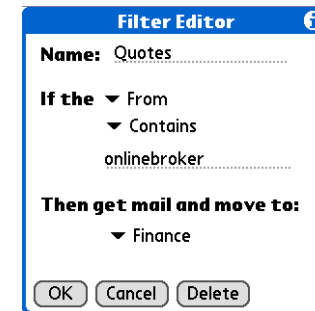 Filter Editor i
Name: Quotes
If the From
Contains
onlinebroker
Then get mail and move to:
Finance
OK Cancel Delete